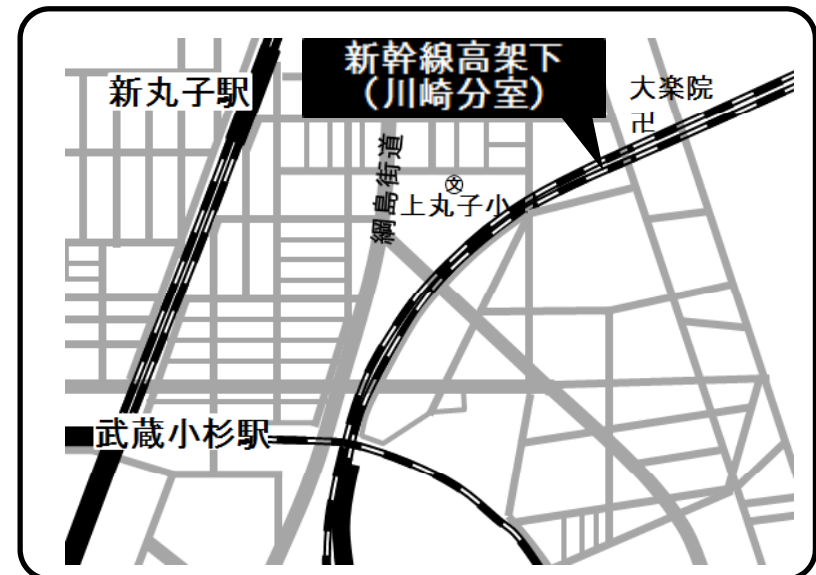 新幹線高架下
（川崎分室）
新丸子駅
大楽院
卍
綱島街道
文
上丸子小
武蔵小杉駅